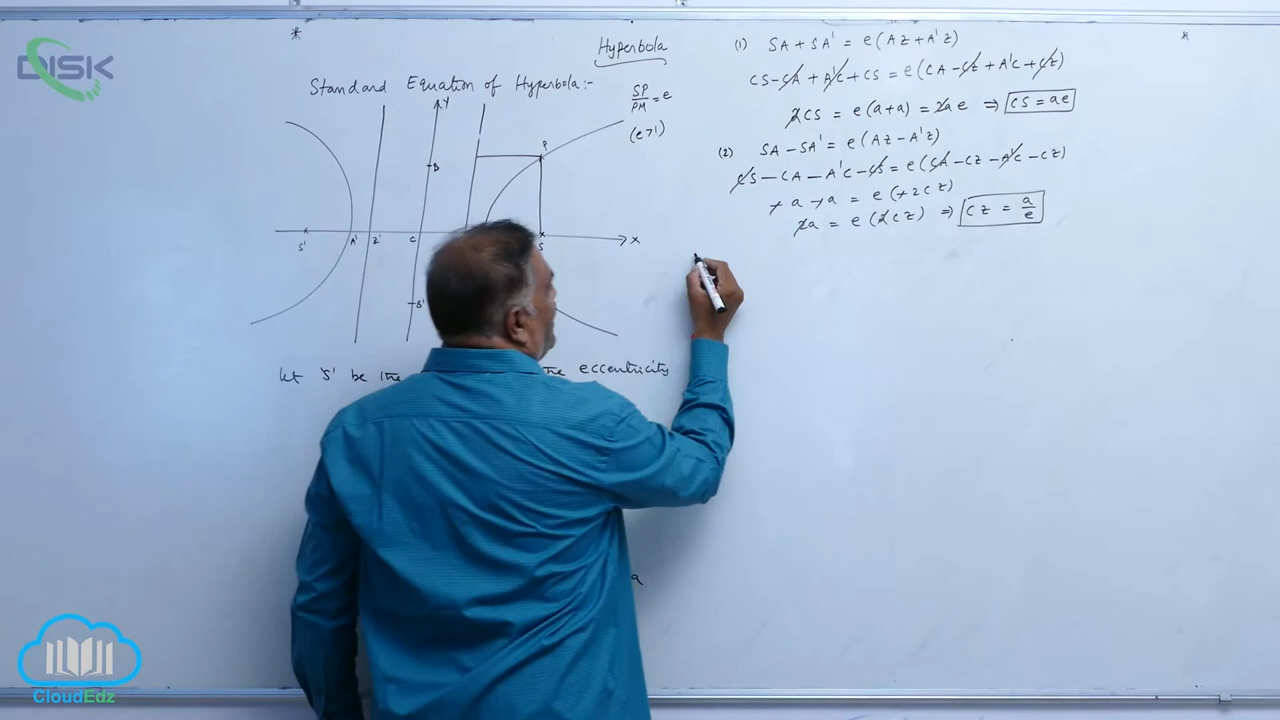 DISK
Hyperbola
Standard Equation of Hyperbola:-
SP/PM = e
(e>1)
Y
P
B
S'
A'
Z'
C
S
X
B'
let 'S' be the
the eccentricity
a
(1) SA + SA' = e(AZ + A'Z)
CS - CA + A'C + CS = e(CA - CZ + A'C + CZ)
2CS = e(a+a) = 2ae ⇒ CS = ae
(2) SA - SA' = e(AZ - A'Z)
CS - CA - A'C - CS = e(CA - CZ - A'C - CZ)
+a +a = e(+2CZ)
2a = e(2CZ) ⇒ CZ = a/e
CloudEdz